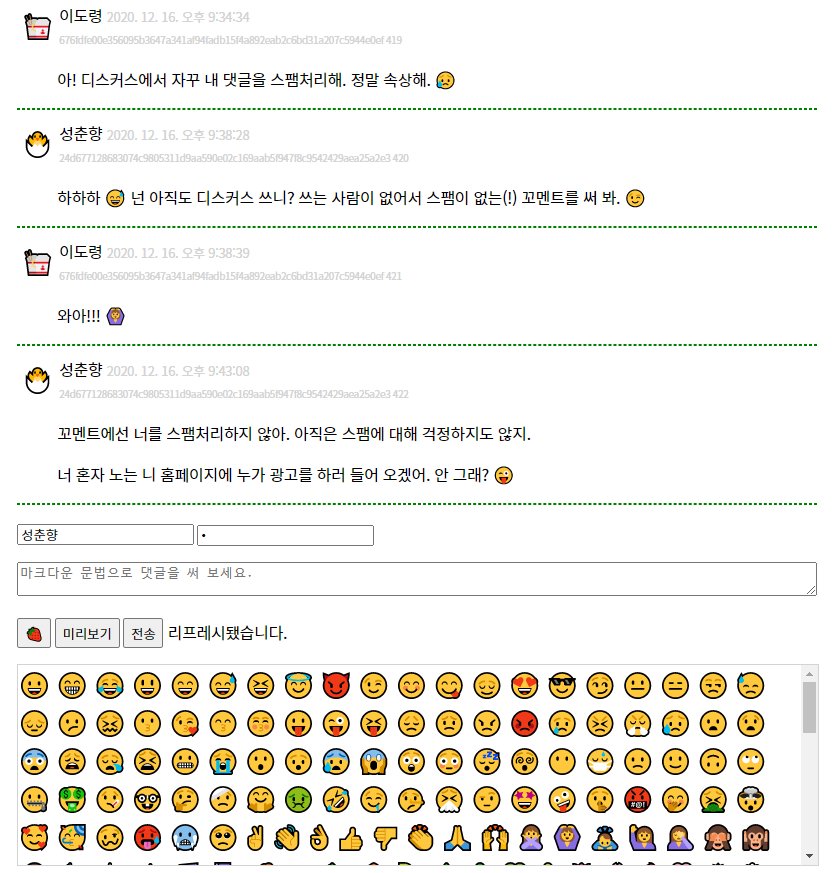 이도령 2020. 12. 16. 오후 9:34:34
676fdfe00e356095b3647a341af94fadb15f4a892eab2c6bd31a207c5944e0ef 419
아! 디스커스에서 자꾸 내 댓글을 스팸처리해. 정말 속상해. 😥
성춘향 2020. 12. 16. 오후 9:38:28
24d677128683074c9805311d9aa590e02c169aab5f947f8c9542429aea25a2e3 420
하하하 😅 넌 아직도 디스커스 쓰니? 쓰는 사람이 없어서 스팸이 없는(!) 꼬멘트를 써 봐. 😉
이도령 2020. 12. 16. 오후 9:38:39
676fdfe00e356095b3647a341af94fadb15f4a892eab2c6bd31a207c5944e0ef 421
와아!!! 🙆
성춘향 2020. 12. 16. 오후 9:43:08
24d677128683074c9805311d9aa590e02c169aab5f947f8c9542429aea25a2e3 422
꼬멘트에선 너를 스팸처리하지 않아. 아직은 스팸에 대해 걱정하지도 않지.
너 혼자 노는 니 홈페이지에 누가 광고를 하러 들어 오겠어. 안 그래? 😜
성춘향 •
마크다운 문법으로 댓글을 써 보세요.
🍓 미리보기 전송 리프레시됐습니다.